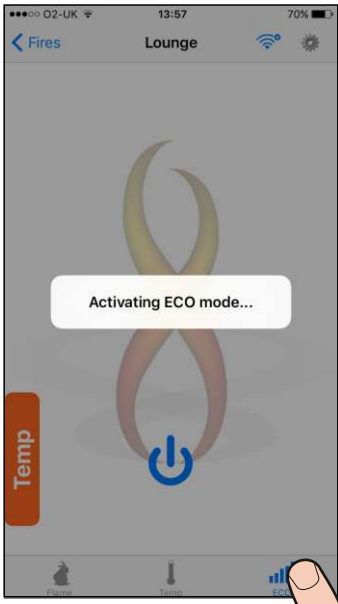 O2-UK 13:57 70%
Fires Lounge
Activating ECO mode...
Temp
Flame Temp ECO